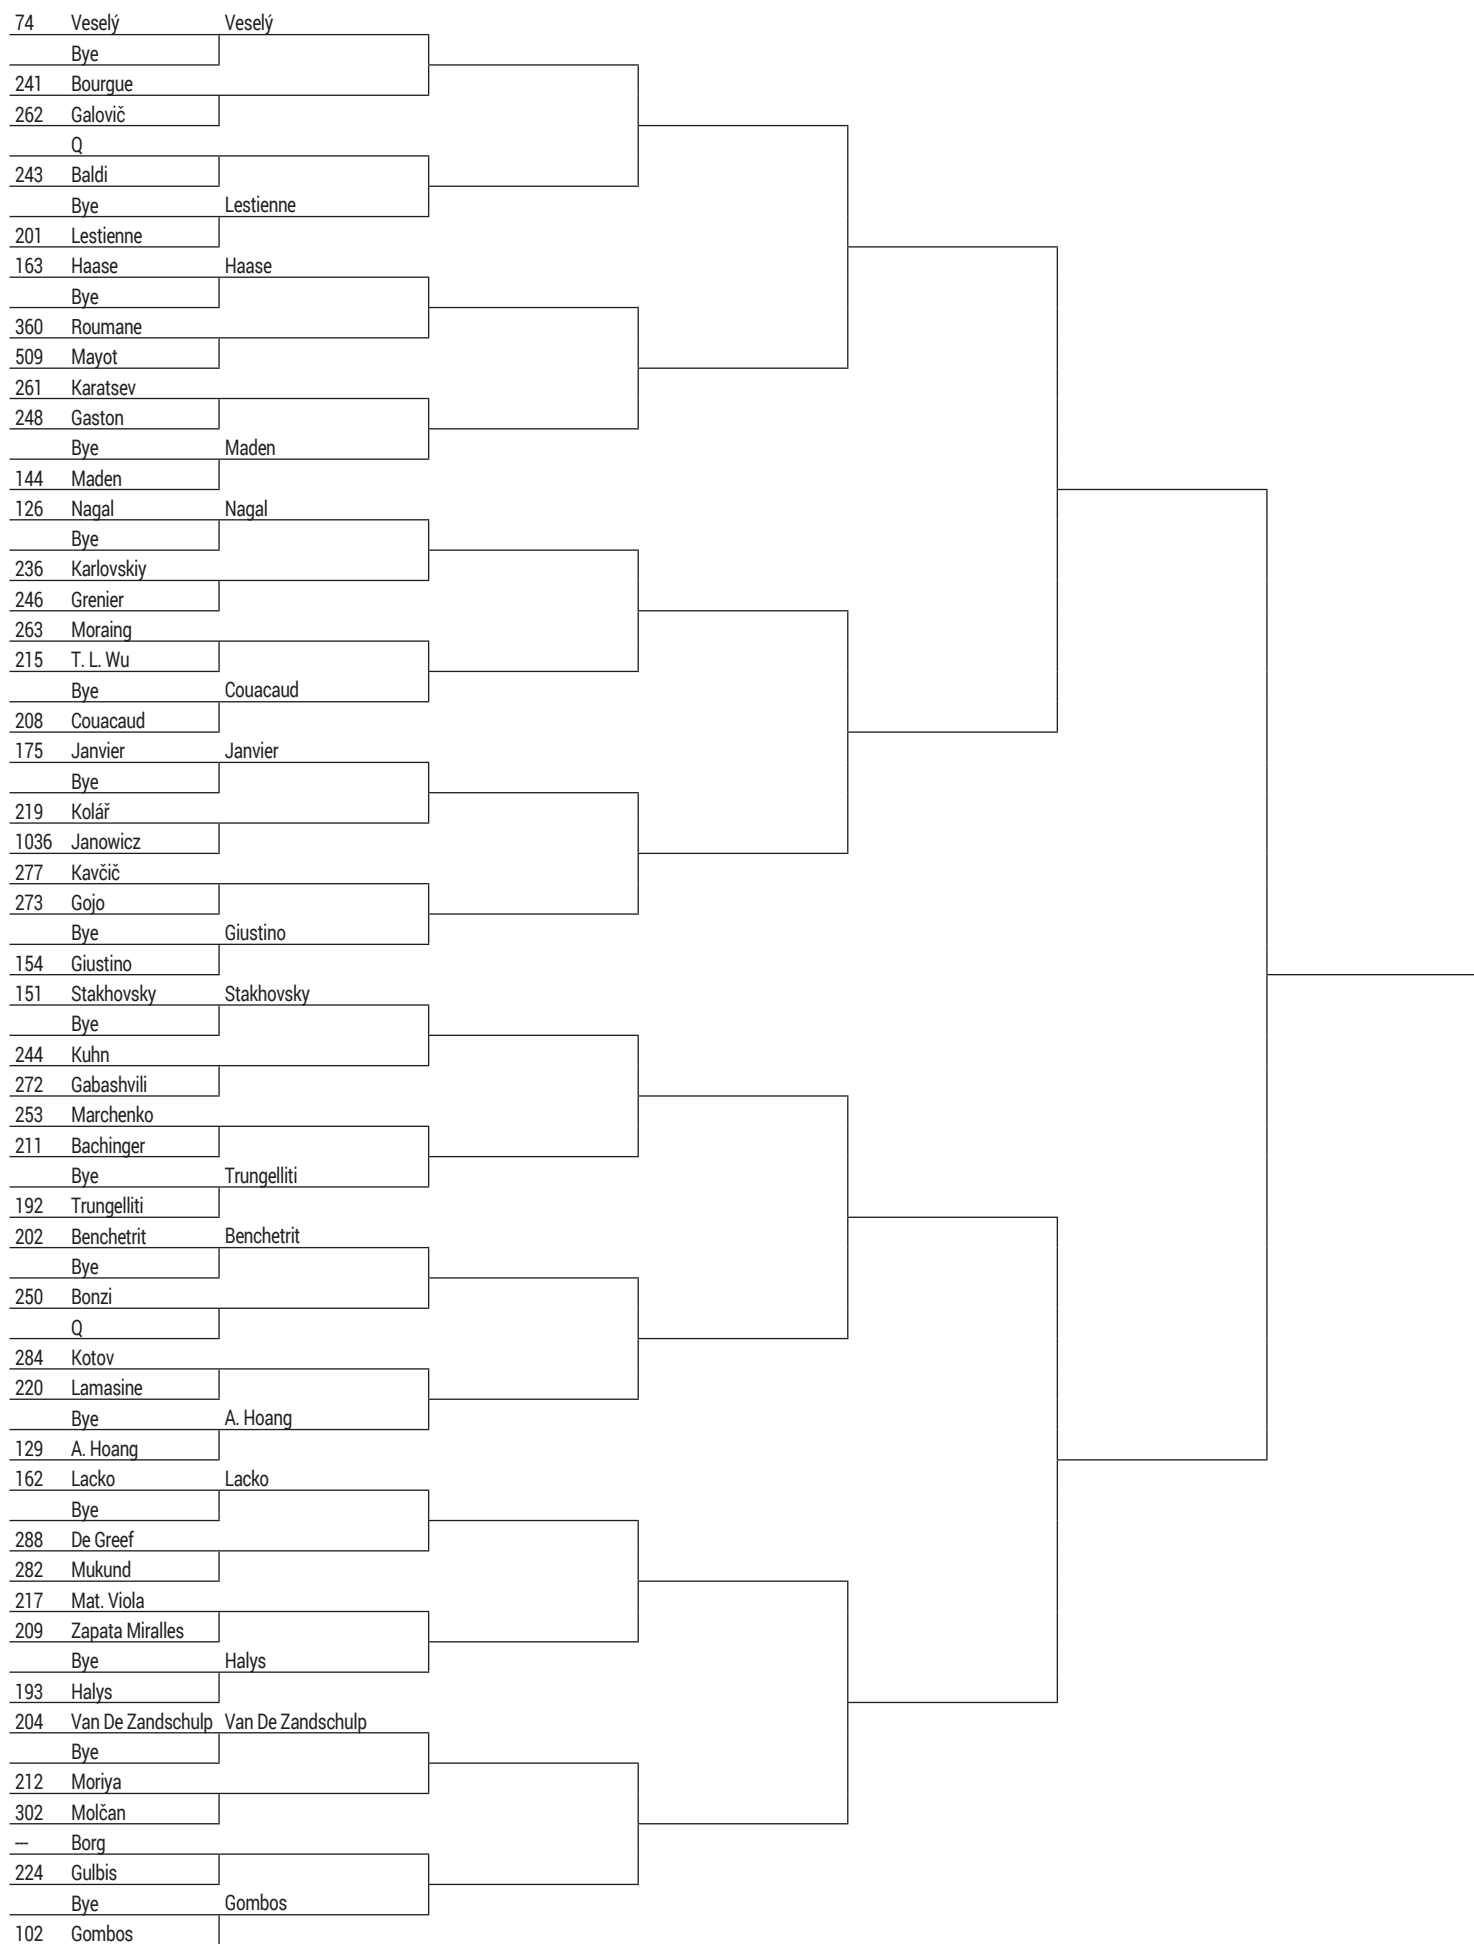 74 Veselý Veselý
Bye
241 Bourgue
262 Galovič
Q
243 Baldi
Bye Lestienne
201 Lestienne
163 Haase Haase
Bye
360 Roumane
509 Mayot
261 Karatsev
248 Gaston
Bye Maden
144 Maden
126 Nagal Nagal
Bye
236 Karlovskiy
246 Grenier
263 Moraing
215 T. L. Wu
Bye Couacaud
208 Couacaud
175 Janvier Janvier
Bye
219 Kolář
1036 Janowicz
277 Kavčič
273 Gojo
Bye Giustino
154 Giustino
151 Stakhovsky Stakhovsky
Bye
244 Kuhn
272 Gabashvili
253 Marchenko
211 Bachinger
Bye Trungelliti
192 Trungelliti
202 Benchetrit Benchetrit
Bye
250 Bonzi
Q
284 Kotov
220 Lamasine
Bye A. Hoang
129 A. Hoang
162 Lacko Lacko
Bye
288 De Greef
282 Mukund
217 Mat. Viola
209 Zapata Miralles
Bye Halys
193 Halys
204 Van De Zandschulp Van De Zandschulp
Bye
212 Moriya
302 Molčan
--- Borg
224 Gulbis
Bye Gombos
102 Gombos